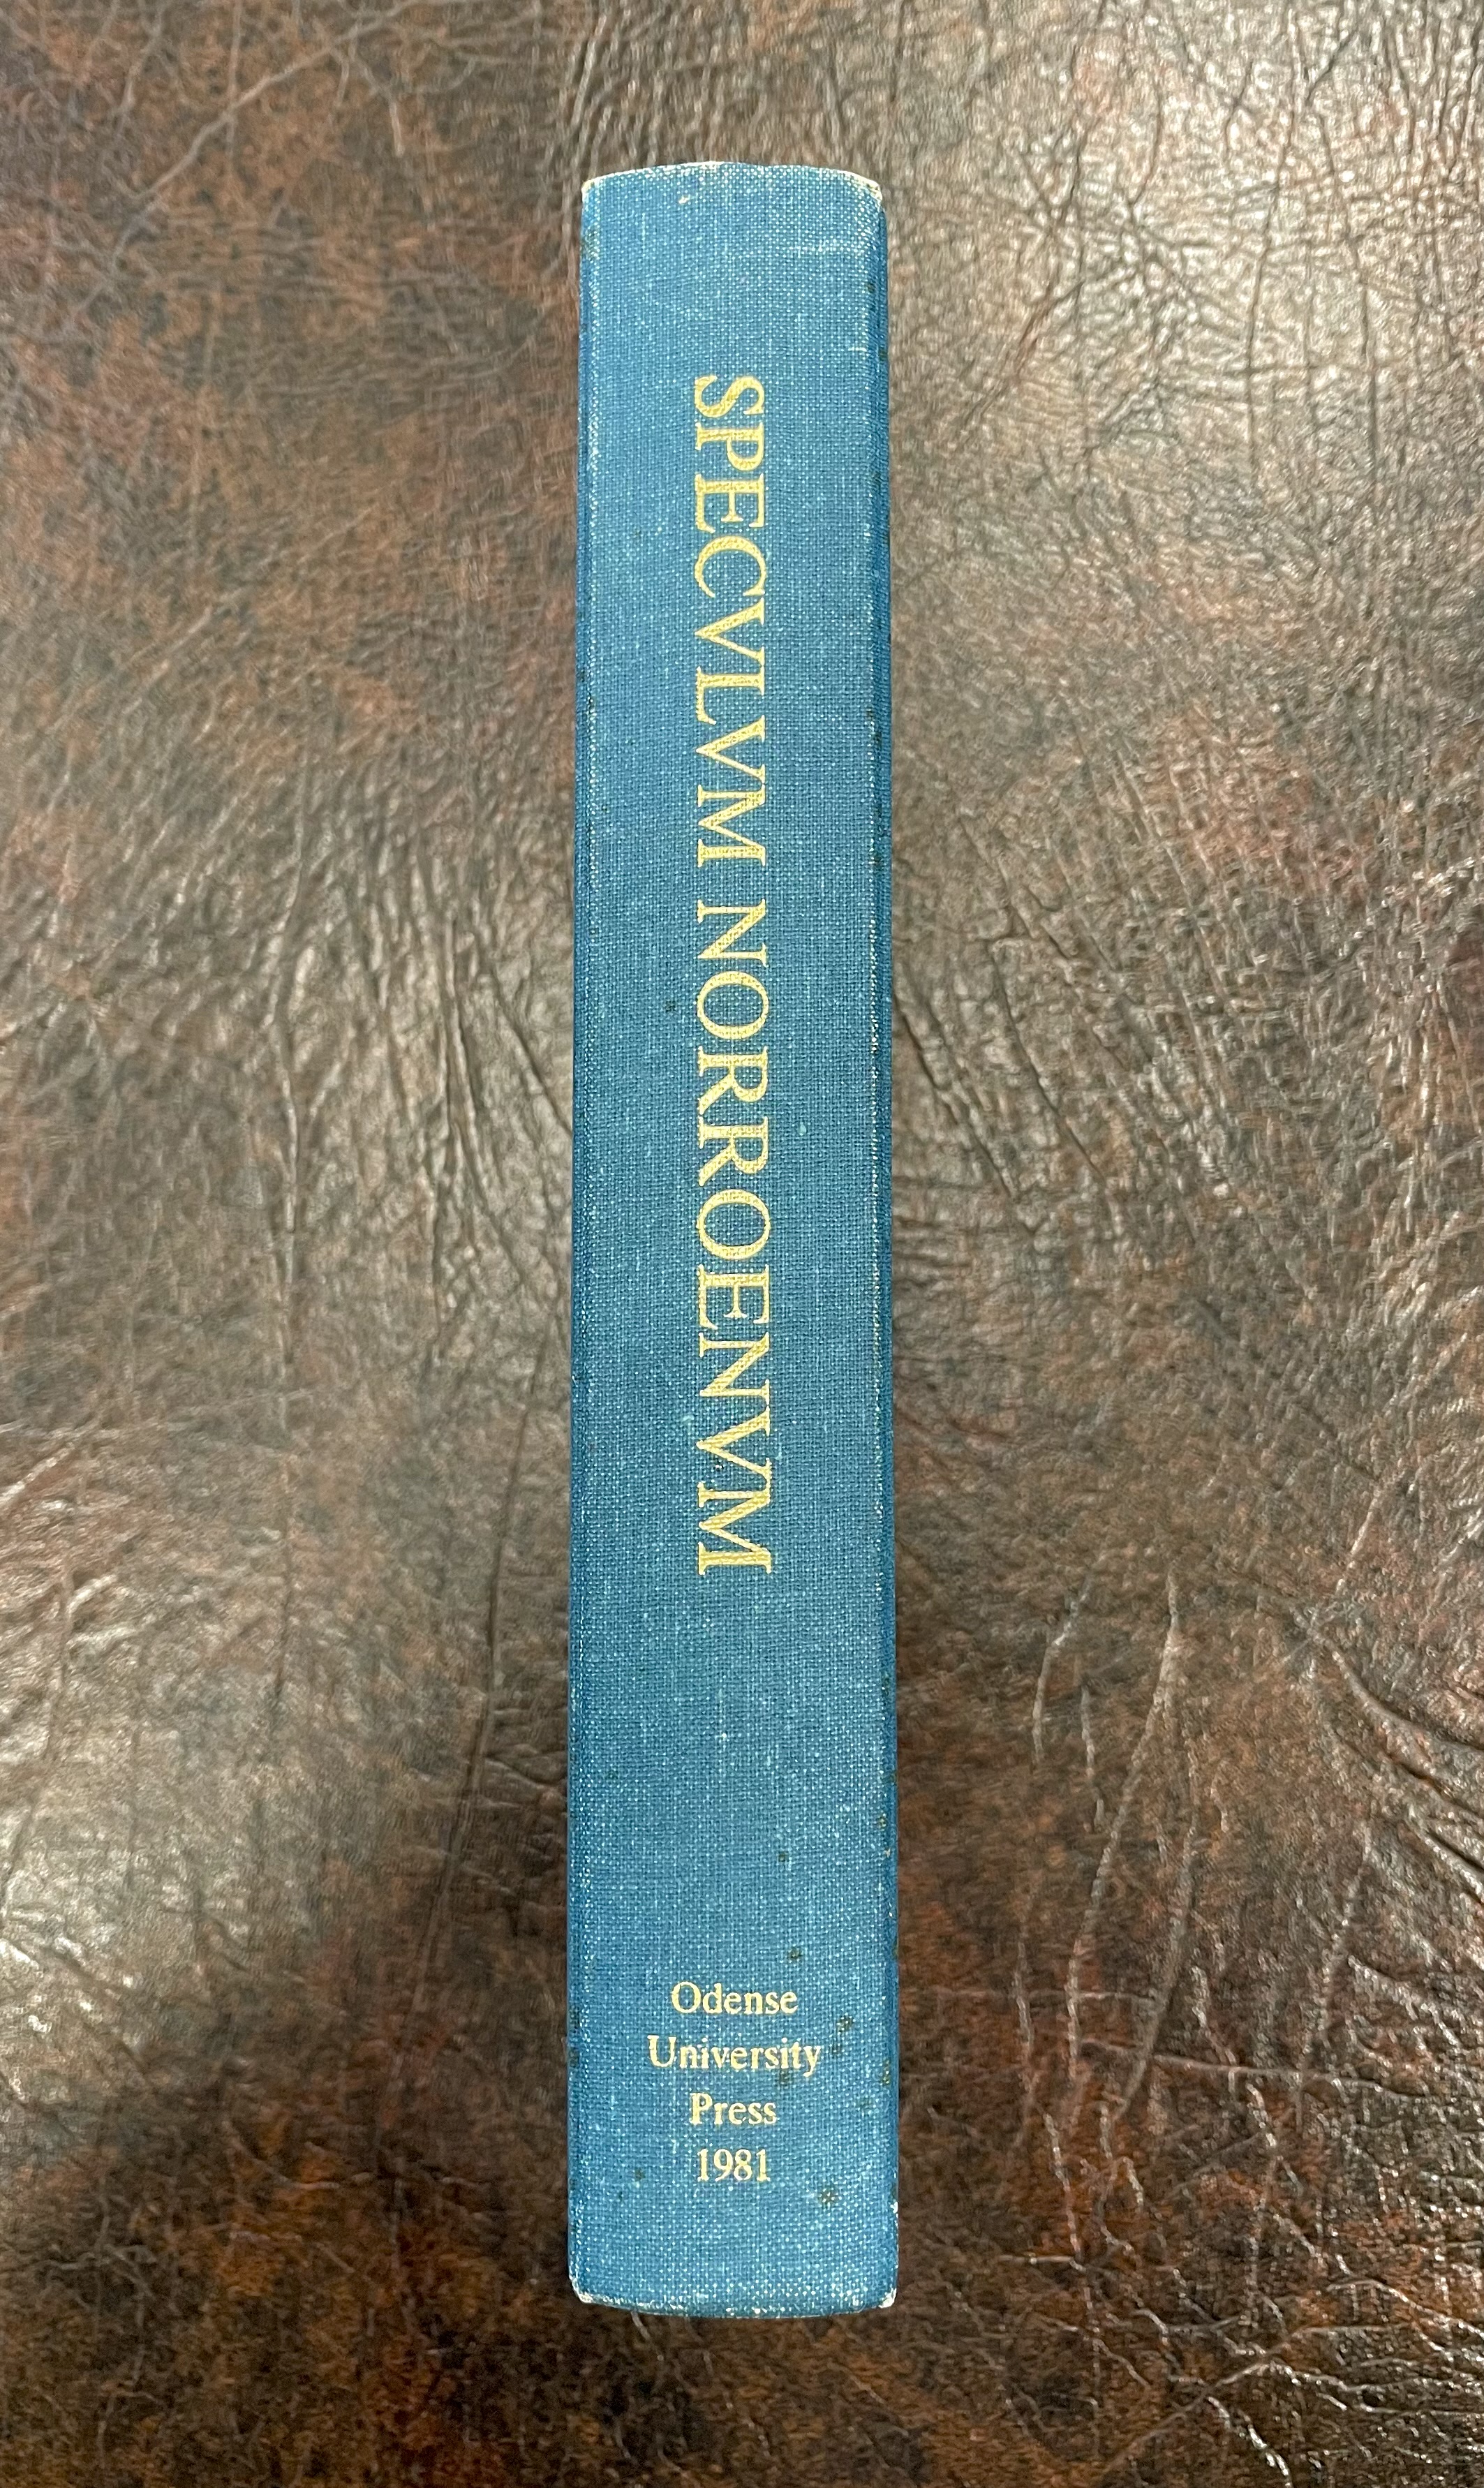 SPECVLVM NORROENVM
Odense
University
Press
1981